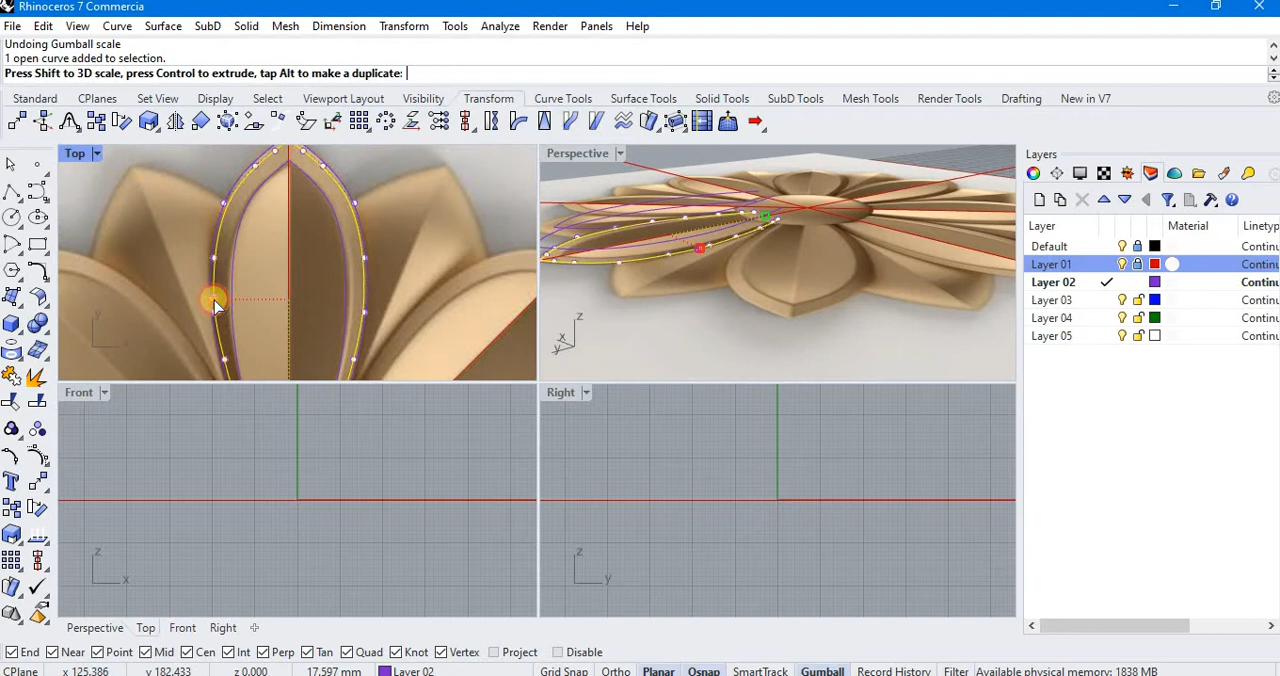 Rhinoceros 7 Commercia
File Edit View Curve Surface SubD Solid Mesh Dimension Transform Tools Analyze Render Panels Help
Undoing Gumball scale
1 open curve added to selection.
Press Shift to 3D scale, press Control to extrude, tap Alt to make a duplicate:
Standard CPlanes Set View Display Select Viewport Layout Visibility Transform Curve Tools Surface Tools Solid Tools SubD Tools Mesh Tools Render Tools Drafting New in V7
Top
Perspective
Layers
Layer Material Linetyp
Default Continu
Layer 01 Continu
Layer 02 Continu
Layer 03 Continu
Layer 04 Continu
Layer 05 Continu
y
x
z
x
y
Front
Right
z
x
z
y
Perspective Top Front Right
End Near Point Mid Cen Int Perp Tan Quad Knot Vertex Project Disable
CPlane x 125.386 y 182.433 z 0.000 17.597 mm Layer 02 Grid Snap Ortho Planar Osnap SmartTrack Gumball Record History Filter Available physical memory: 1838 MB